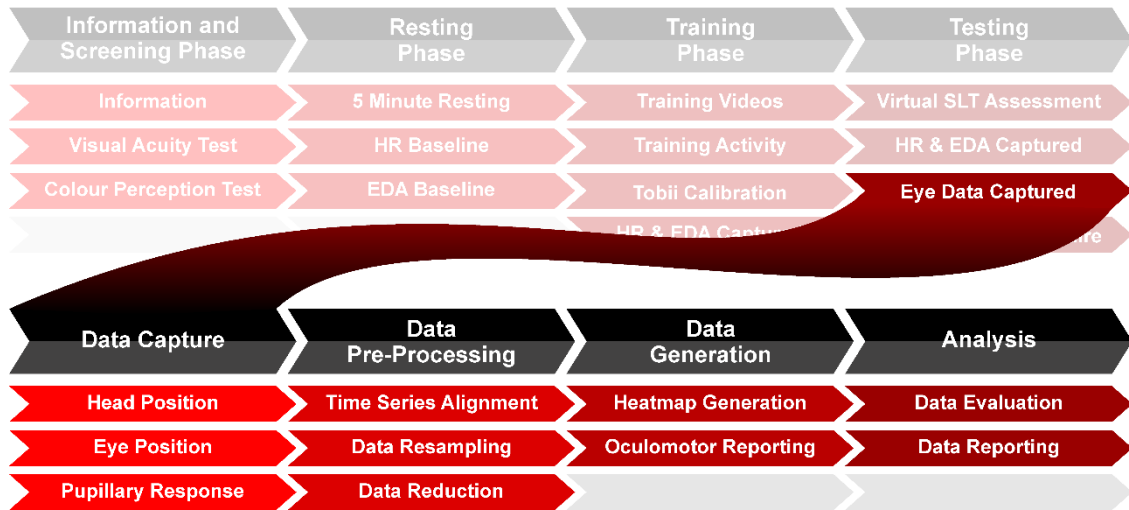 Information and
Screening Phase
Resting
Phase
Training
Phase
Testing
Phase
Information
5 Minute Resting
Training Videos
Virtual SLT Assessment
Visual Acuity Test
HR Baseline
Training Activity
HR & EDA Captured
Colour Perception Test
EDA Baseline
Tobii Calibration
Eye Data Captured
HR & EDA
Data Capture
Data
Pre-Processing
Data
Generation
Analysis
Head Position
Time Series Alignment
Heatmap Generation
Data Evaluation
Eye Position
Data Resampling
Oculomotor Reporting
Data Reporting
Pupillary Response
Data Reduction